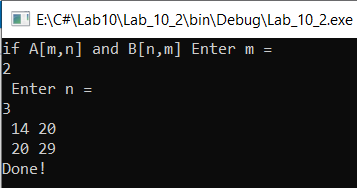 E:\C#\Lab10\Lab_10_2\bin\Debug\Lab_10_2.exe
if A[m,n] and B[n,m] Enter m =
2
 Enter n =
3
 14 20
 20 29
Done!